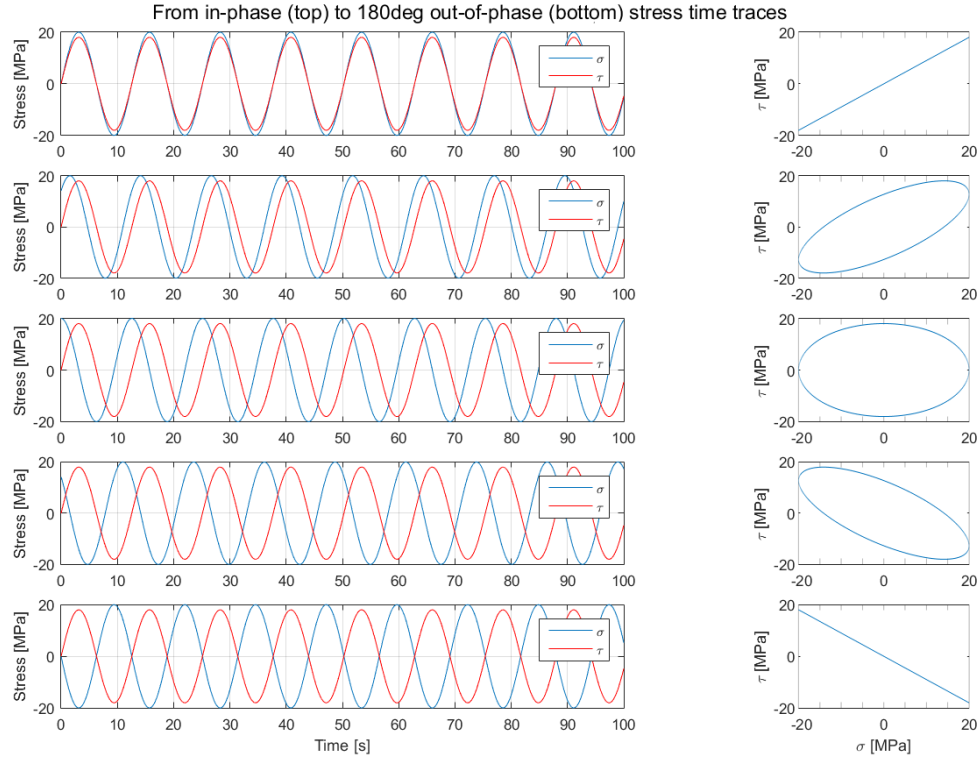 From in-phase (top) to 180deg out-of-phase (bottom) stress time traces
20
0
-20
Stress [MPa]
σ
τ
0 10 20 30 40 50 60 70 80 90 100
20
0
-20
τ [MPa]
-20 0 20
20
0
-20
Stress [MPa]
σ
τ
0 10 20 30 40 50 60 70 80 90 100
20
0
-20
τ [MPa]
-20 0 20
20
0
-20
Stress [MPa]
σ
τ
0 10 20 30 40 50 60 70 80 90 100
20
0
-20
τ [MPa]
-20 0 20
20
0
-20
Stress [MPa]
σ
τ
0 10 20 30 40 50 60 70 80 90 100
20
0
-20
τ [MPa]
-20 0 20
20
0
-20
Stress [MPa]
σ
τ
0 10 20 30 40 50 60 70 80 90 100
Time [s]
20
0
-20
τ [MPa]
-20 0 20
σ [MPa]